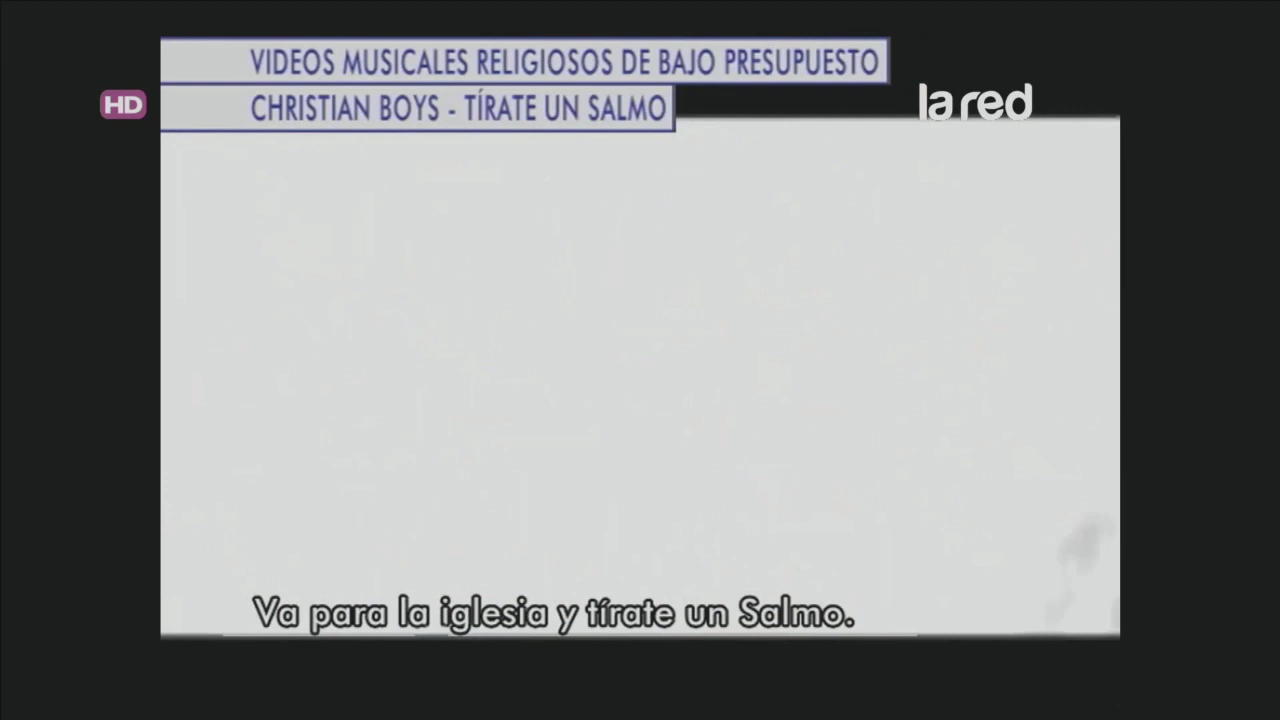 VIDEOS MUSICALES RELIGIOSOS DE BAJO PRESUPUESTO
HD
CHRISTIAN BOYS - TÍRATE UN SALMO
la red
Va para la iglesia y tírate un Salmo.